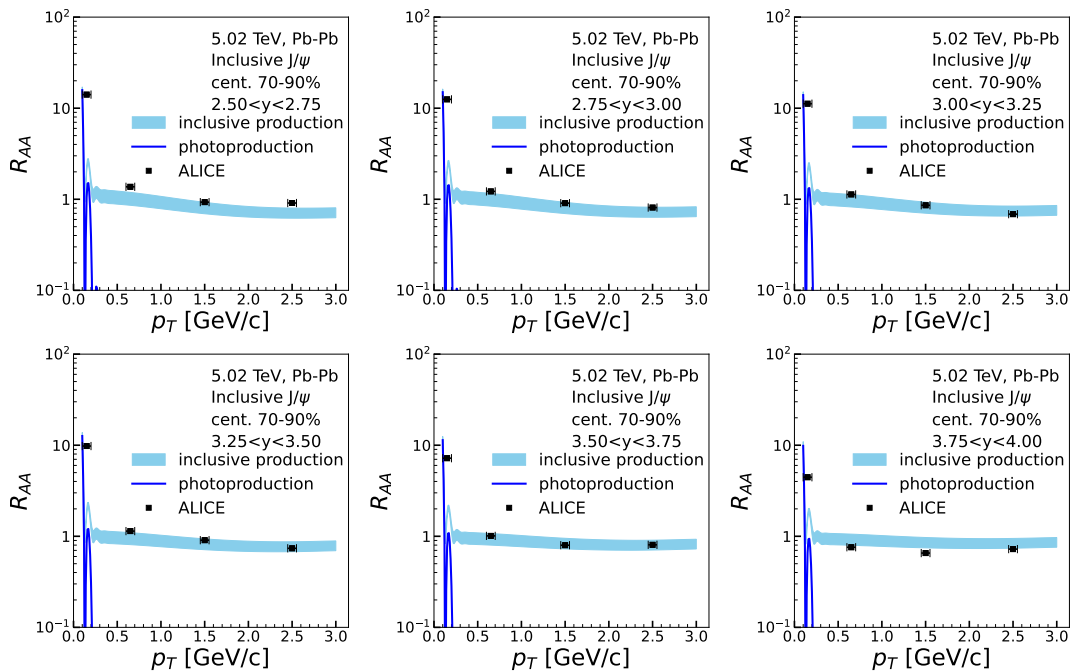 10²
5.02 TeV, Pb-Pb
Inclusive J/ψ
cent. 70-90%
2.50<y<2.75
10
inclusive production
photoproduction
ALICE
1
10⁻¹
R_AA
0.0 0.5 1.0 1.5 2.0 2.5 3.0
p_T [GeV/c]
10²
5.02 TeV, Pb-Pb
Inclusive J/ψ
cent. 70-90%
2.75<y<3.00
10
inclusive production
photoproduction
ALICE
1
10⁻¹
R_AA
0.0 0.5 1.0 1.5 2.0 2.5 3.0
p_T [GeV/c]
10²
5.02 TeV, Pb-Pb
Inclusive J/ψ
cent. 70-90%
3.00<y<3.25
10
inclusive production
photoproduction
ALICE
1
10⁻¹
R_AA
0.0 0.5 1.0 1.5 2.0 2.5 3.0
p_T [GeV/c]
10²
5.02 TeV, Pb-Pb
Inclusive J/ψ
cent. 70-90%
3.25<y<3.50
10
inclusive production
photoproduction
ALICE
1
10⁻¹
R_AA
0.0 0.5 1.0 1.5 2.0 2.5 3.0
p_T [GeV/c]
10²
5.02 TeV, Pb-Pb
Inclusive J/ψ
cent. 70-90%
3.50<y<3.75
10
inclusive production
photoproduction
ALICE
1
10⁻¹
R_AA
0.0 0.5 1.0 1.5 2.0 2.5 3.0
p_T [GeV/c]
10²
5.02 TeV, Pb-Pb
Inclusive J/ψ
cent. 70-90%
3.75<y<4.00
10
inclusive production
photoproduction
ALICE
1
10⁻¹
R_AA
0.0 0.5 1.0 1.5 2.0 2.5 3.0
p_T [GeV/c]